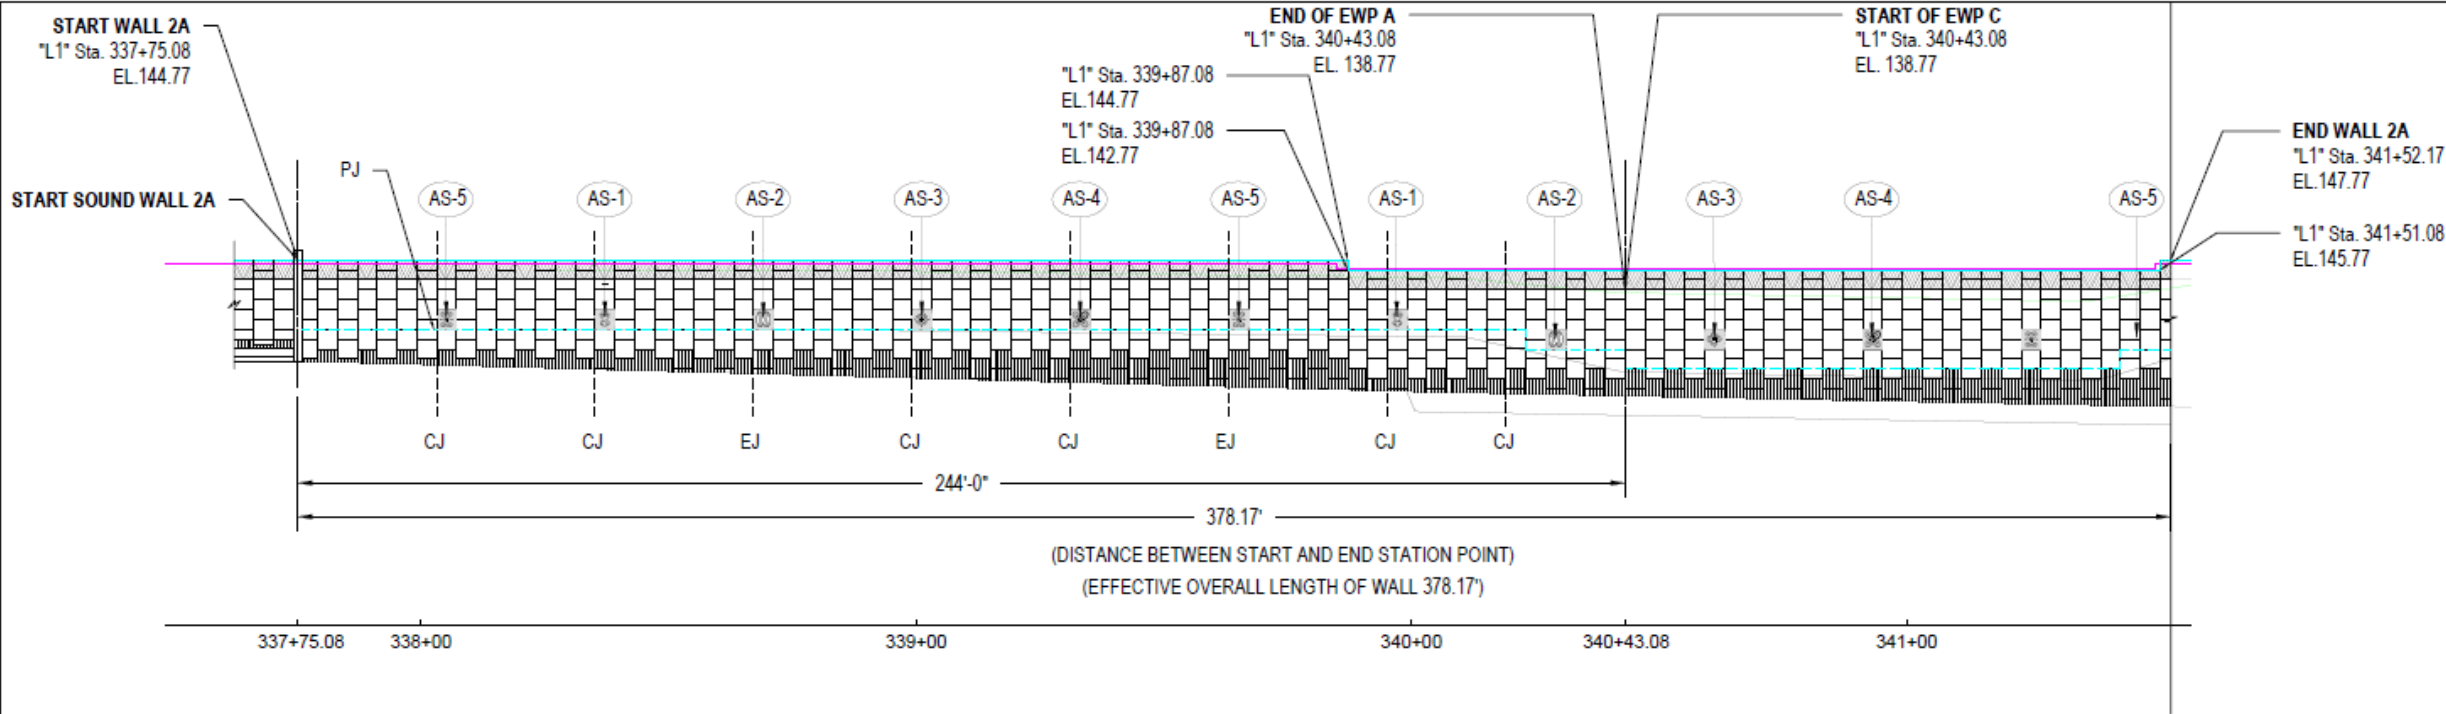 START WALL 2A
"L1" Sta. 337+75.08
EL.144.77
START SOUND WALL 2A
PJ
END OF EWP A
"L1" Sta. 340+43.08
EL. 138.77
"L1" Sta. 339+87.08
EL.144.77
"L1" Sta. 339+87.08
EL.142.77
START OF EWP C
"L1" Sta. 340+43.08
EL. 138.77
END WALL 2A
"L1" Sta. 341+52.17
EL.147.77
"L1" Sta. 341+51.08
EL.145.77
AS-5 AS-1 AS-2 AS-3 AS-4 AS-5 AS-1 AS-2 AS-3 AS-4 AS-5
CJ CJ EJ CJ CJ EJ CJ CJ
244'-0"
378.17'
(DISTANCE BETWEEN START AND END STATION POINT)
(EFFECTIVE OVERALL LENGTH OF WALL 378.17')
337+75.08 338+00 339+00 340+00 340+43.08 341+00